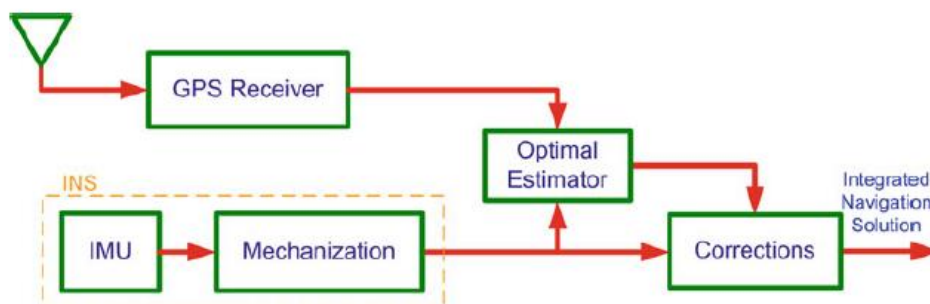 GPS Receiver
Optimal
Estimator
INS
IMU
Mechanization
Corrections
Integrated
Navigation
Solution